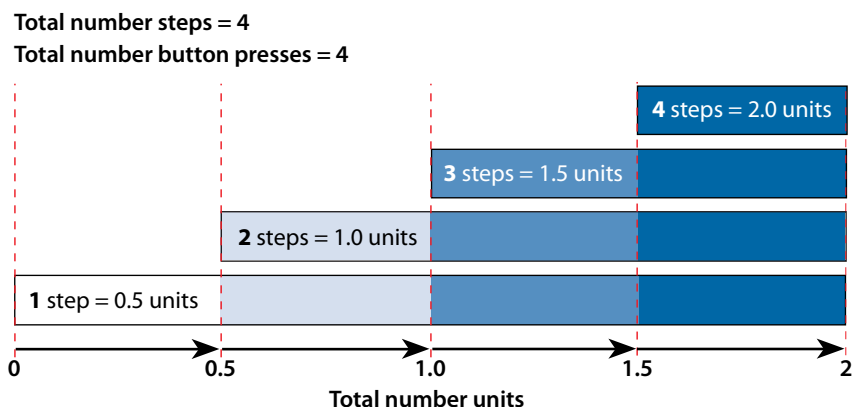 Total number steps = 4
Total number button presses = 4
4 steps = 2.0 units
3 steps = 1.5 units
2 steps = 1.0 units
1 step = 0.5 units
0 0.5 1.0 1.5 2
Total number units